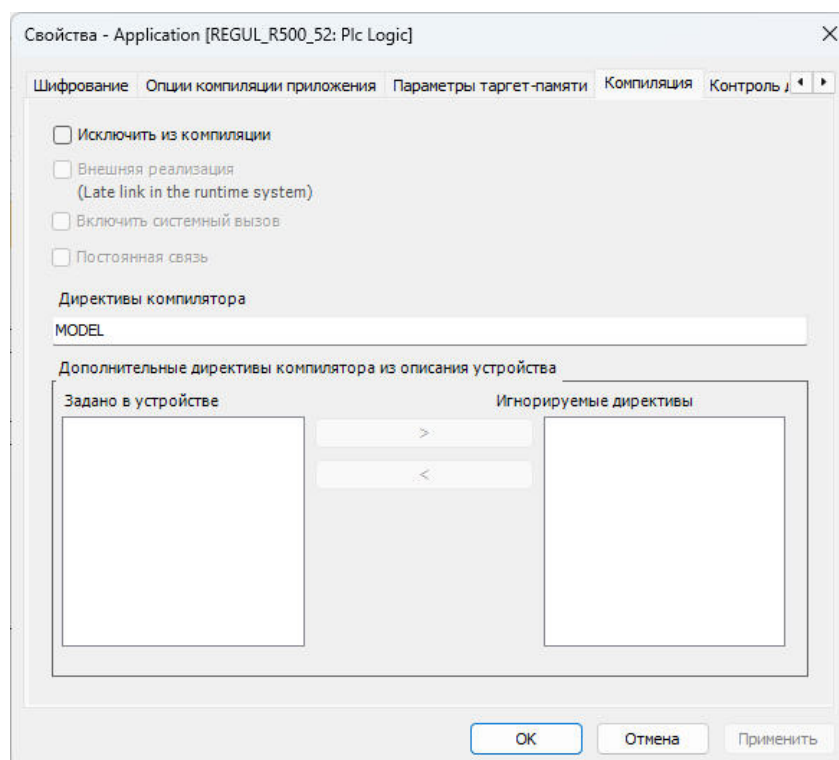 Свойства - Application [REGUL_R500_52: Plc Logic]
Шифрование Опции компиляции приложения Параметры таргет-памяти Компиляция Контроль
Исключить из компиляции
Внешняя реализация
(Late link in the runtime system)
Включить системный вызов
Постоянная связь
Директивы компилятора
MODEL
Дополнительные директивы компилятора из описания устройства
Задано в устройстве Игнорируемые директивы
>
<
OK Отмена Применить